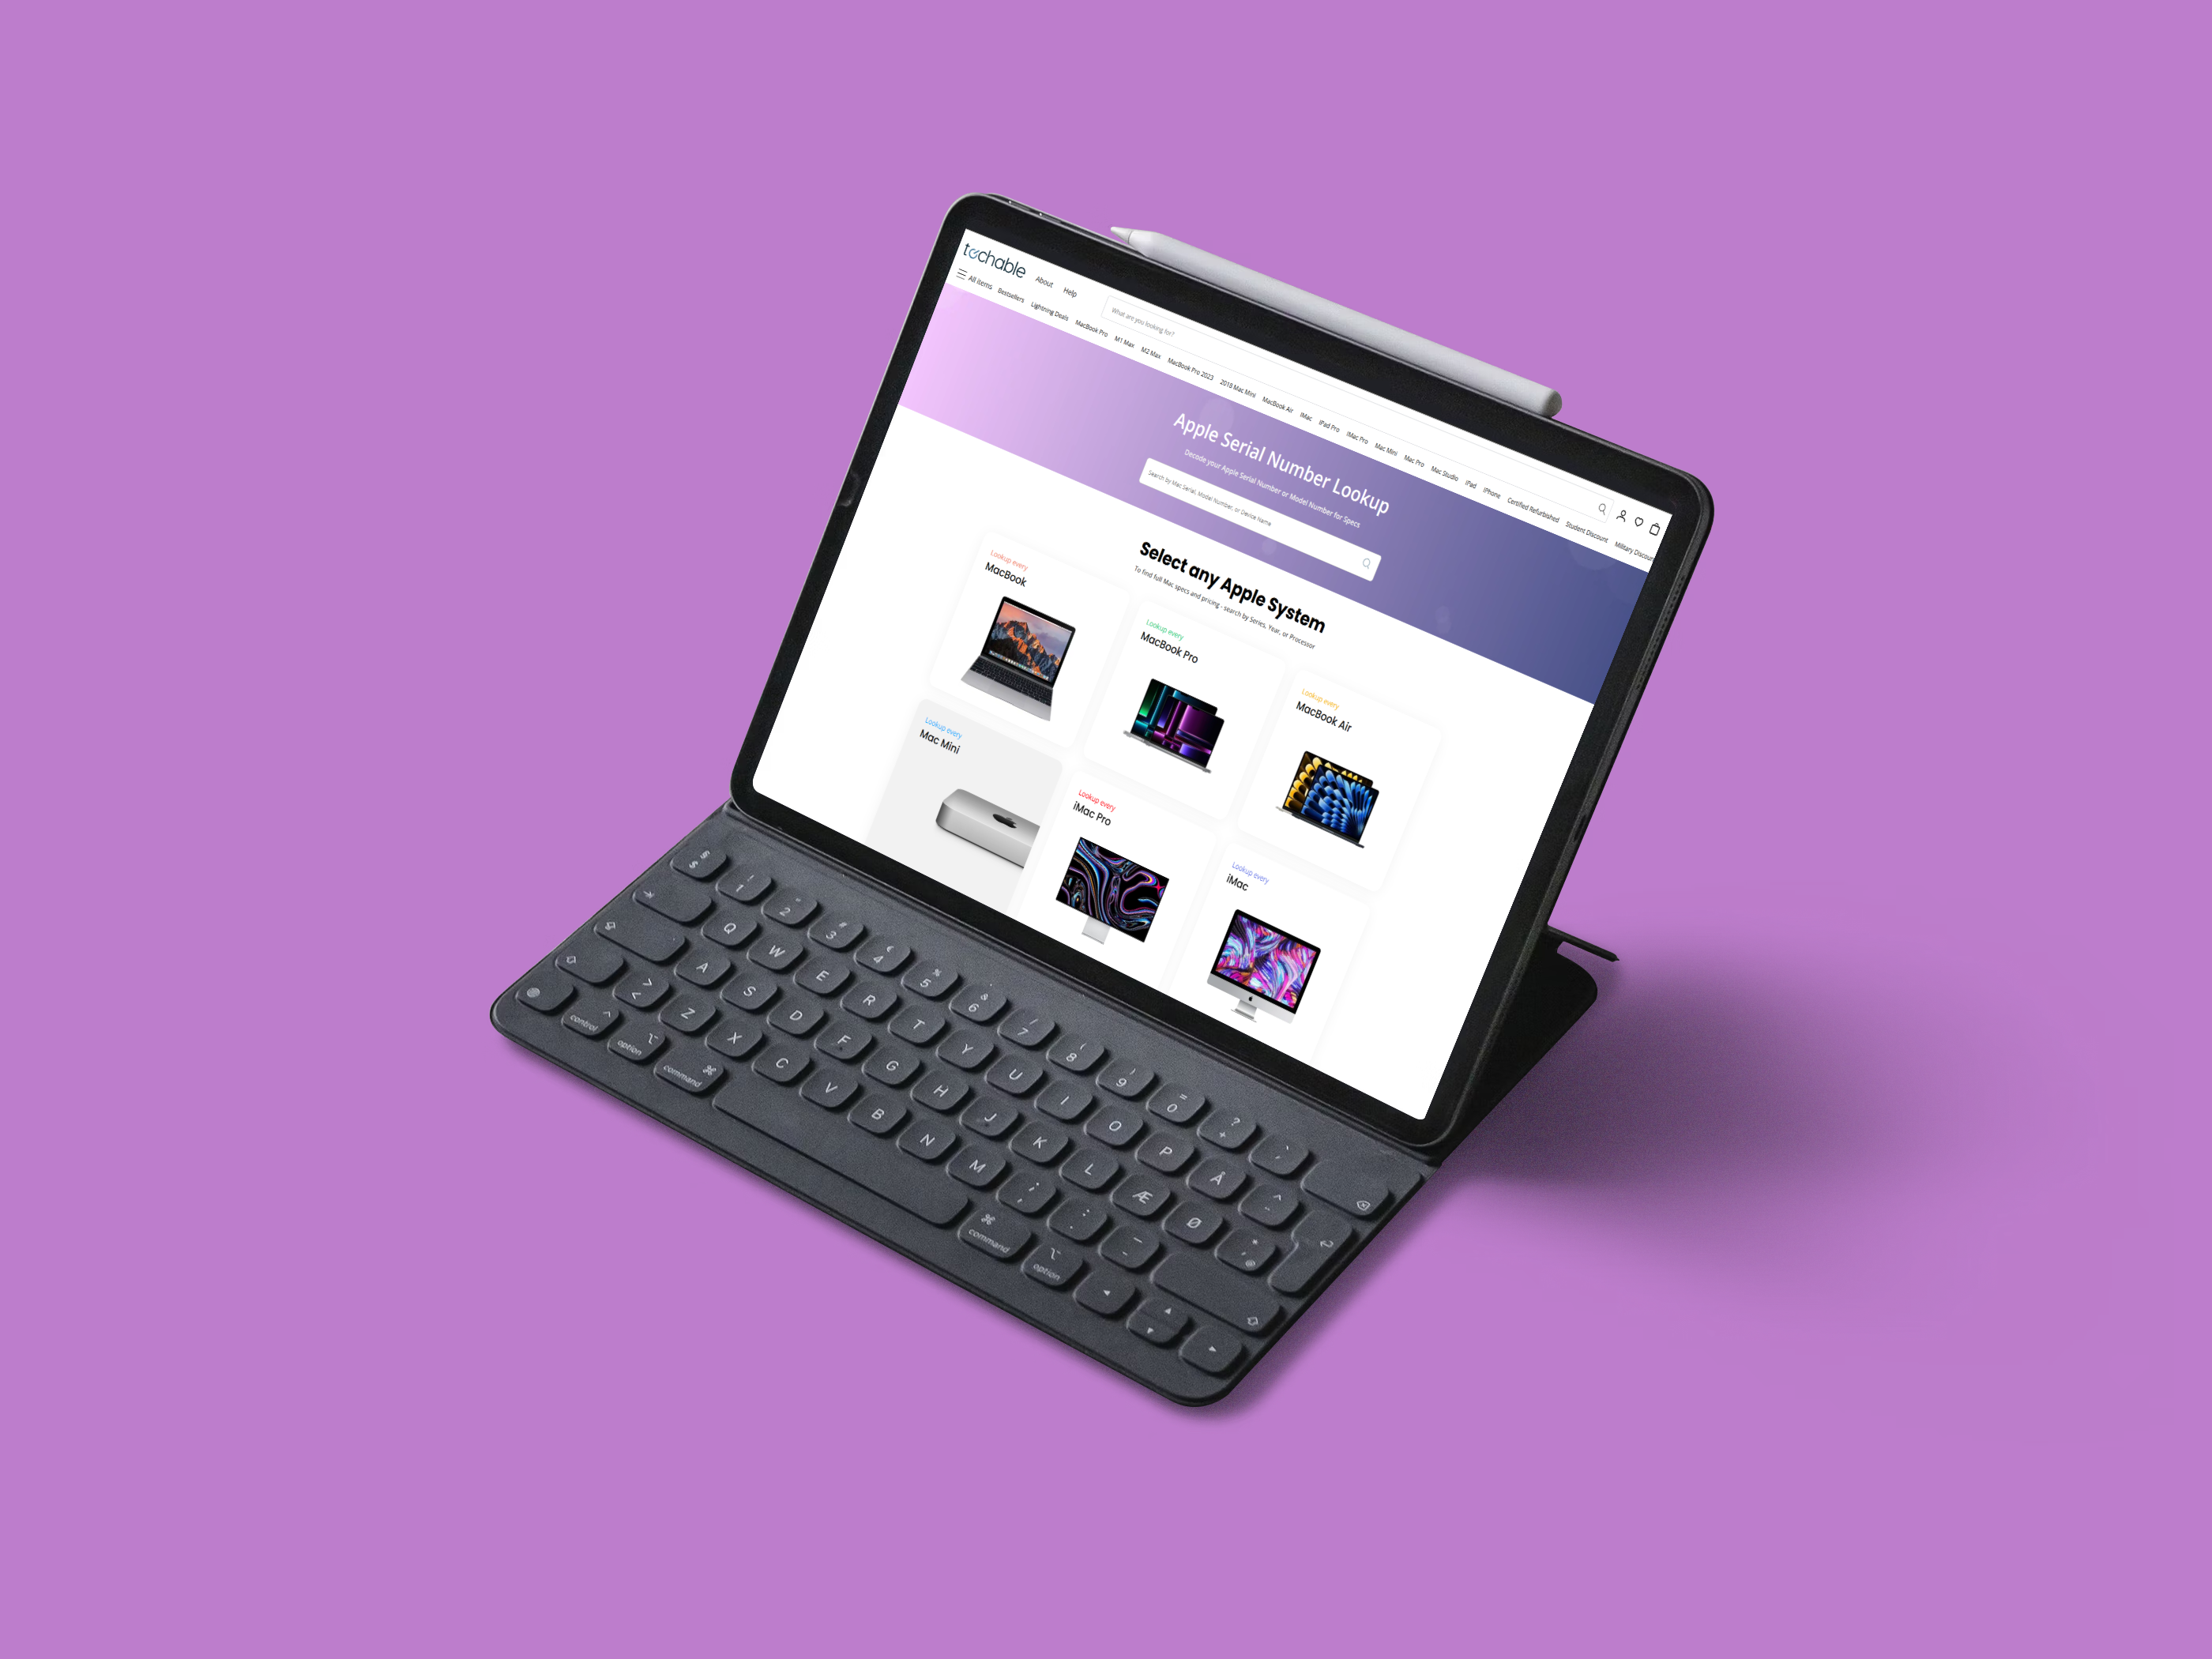 techable
About
Help
What are you looking for?
All items
Bestsellers
Lightning Deals
MacBook Pro
M1 Max
M2 Max
MacBook Pro 2023
2018 Mac Mini
MacBook Air
iMac
iPad Pro
iMac Pro
Mac Mini
Mac Pro
Mac Studio
iPad
iPhone
Certified Refurbished
Student Discount
Military Discoun
Apple Serial Number Lookup
Decode your Apple Serial Number or Model Number for Specs
Search by Mac Serial, Model Number, or Device Name
Select any Apple System
To find full Mac specs and pricing - search by Series, Year, or Processor
Lookup every
MacBook
Lookup every
MacBook Pro
Lookup every
MacBook Air
Lookup every
Mac Mini
Lookup every
iMac Pro
Lookup every
iMac
§ $
! 1
" 2
# 3
€ 4
% 5
& 6
/ 7
( 8
) 9
= 0
? +
Q W E R T Y U I O P Å ^
A S D F G H J K L Æ Ø
> < Z X C V B N M ; : _ -
control option command command option